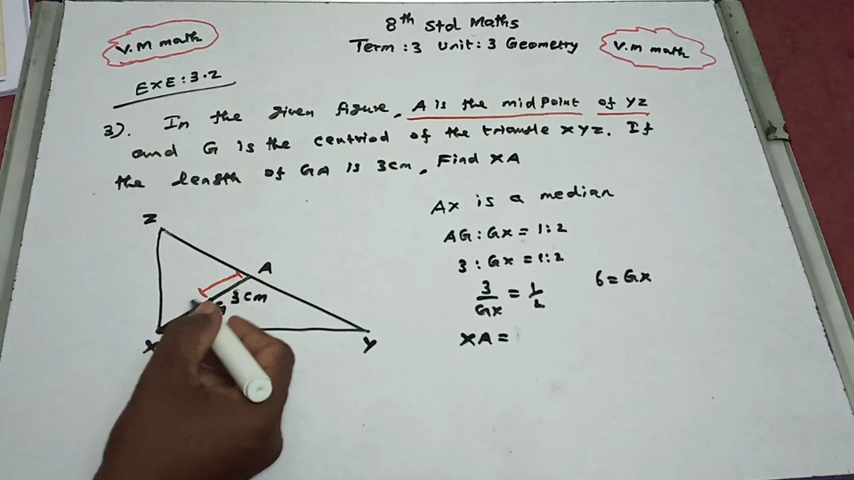 8th Std Maths
V.M math
Term : 3 Unit : 3 Geometry
V.M math
EXE : 3.2
3). In the given figure, A is the midpoint of YZ
and G is the centriod of the triangle XYZ. If
the length of GA is 3cm, Find XA
AX is a median
AG : GX = 1 : 2
3 : GX = 1 : 2
3/GX = 1/2
6 = GX
XA =
Z
A
3cm
G
X
Y